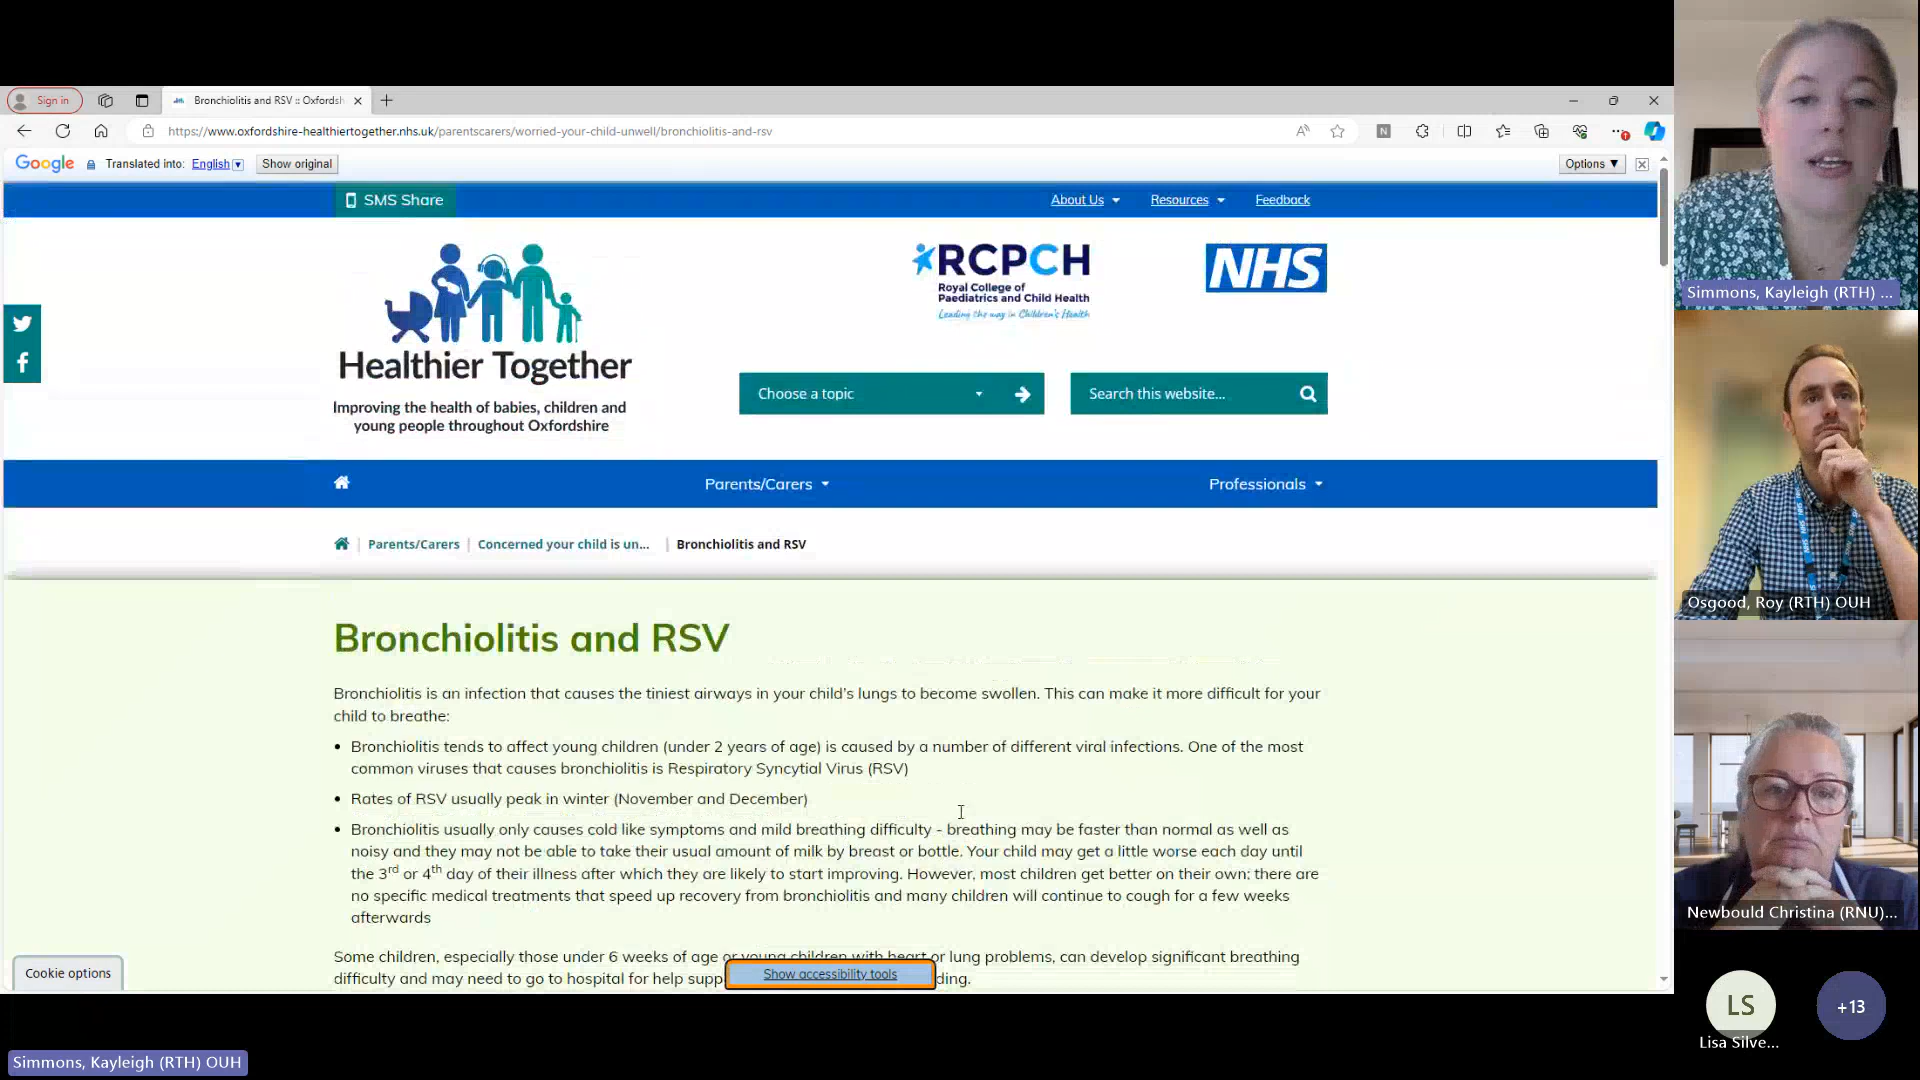 Sign in
Bronchiolitis and RSV :: Oxfordsh
https://www.oxfordshire-healthiertogether.nhs.uk/parentscarers/worried-your-child-unwell/bronchiolitis-and-rsv
Google Translated into: English Show original Options ▼
SMS Share
About Us Resources Feedback
RCPCH
Royal College of
Paediatrics and Child Health
Leading the way in Children's Health
NHS
Healthier Together
Improving the health of babies, children and
young people throughout Oxfordshire
Choose a topic
Search this website...
Parents/Carers Professionals
Parents/Carers | Concerned your child is un... | Bronchiolitis and RSV
Bronchiolitis and RSV
Bronchiolitis is an infection that causes the tiniest airways in your child's lungs to become swollen. This can make it more difficult for your
child to breathe:
• Bronchiolitis tends to affect young children (under 2 years of age) is caused by a number of different viral infections. One of the most
common viruses that causes bronchiolitis is Respiratory Syncytial Virus (RSV)
• Rates of RSV usually peak in winter (November and December)
• Bronchiolitis usually only causes cold like symptoms and mild breathing difficulty - breathing may be faster than normal as well as
noisy and they may not be able to take their usual amount of milk by breast or bottle. Your child may get a little worse each day until
the 3rd or 4th day of their illness after which they are likely to start improving. However, most children get better on their own; there are
no specific medical treatments that speed up recovery from bronchiolitis and many children will continue to cough for a few weeks
afterwards
Some children, especially those under 6 weeks of age or young children with heart or lung problems, can develop significant breathing
difficulty and may need to go to hospital for help supp
ding.
Show accessibility tools
Cookie options
Simmons, Kayleigh (RTH) OUH
Simmons, Kayleigh (RTH) ...
Osgood, Roy (RTH) OUH
NHS
Newbould Christina (RNU)...
LS
Lisa Silve...
+13